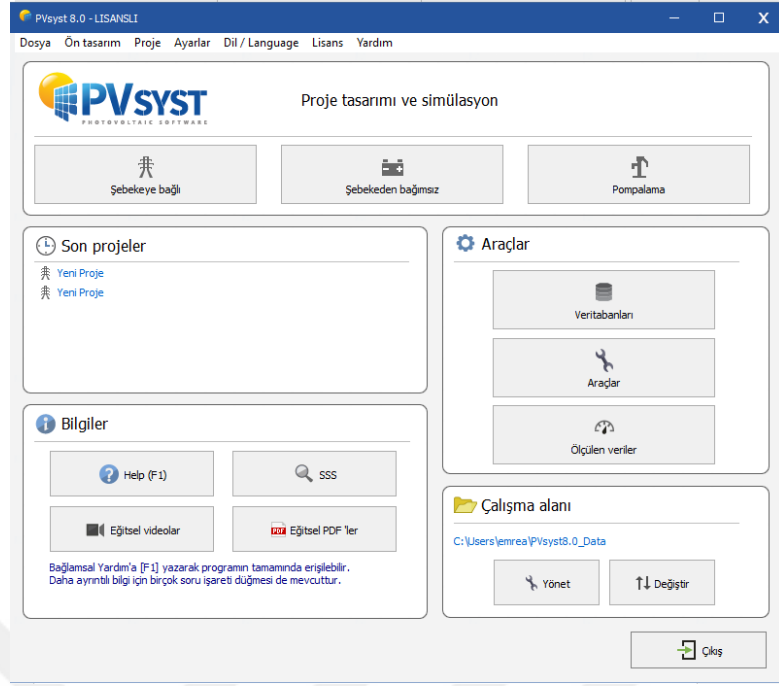 PVsyst 8.0 - LISANSLI
Dosya Ön tasarım Proje Ayarlar Dil / Language Lisans Yardım
PVSYST
PHOTOVOLTAIC SOFTWARE
Proje tasarımı ve simülasyon
Şebekeye bağlı
Şebekeden bağımsız
Pompalama
Son projeler
Yeni Proje
Yeni Proje
Araçlar
Veritabanları
Araçlar
Ölçülen veriler
Bilgiler
Help (F1)
SSS
Eğitsel videolar
PDF
Eğitsel PDF 'ler
Bağlamsal Yardım'a [F1] yazarak programın tamamında erişilebilir.
Daha ayrıntılı bilgi için birçok soru işareti düğmesi de mevcuttur.
Çalışma alanı
C:\Users\emrea\PVsyst8.0_Data
Yönet
Değiştir
Çıkış